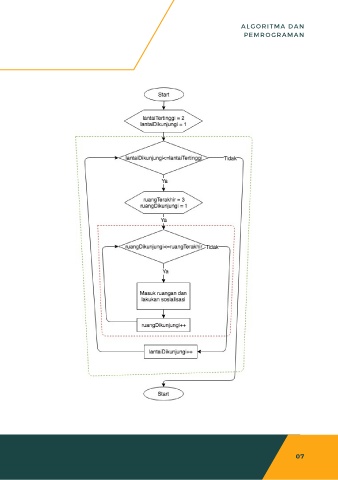 ALGORITMA DAN
PEMROGRAMAN
Start
lantaiTertinggi = 2
lantaiDikunjungi = 1
lantaiDikunjungi<=lantaiTertinggi
Tidak
Ya
ruangTerakhir = 3
ruangDikunjungi = 1
Ya
ruangDikunjungi<=ruangTerakhir
Tidak
Ya
Masuk ruangan dan
lakukan sosialisasi
ruangDikunjungi++
lantaiDikunjungi++
Start
07